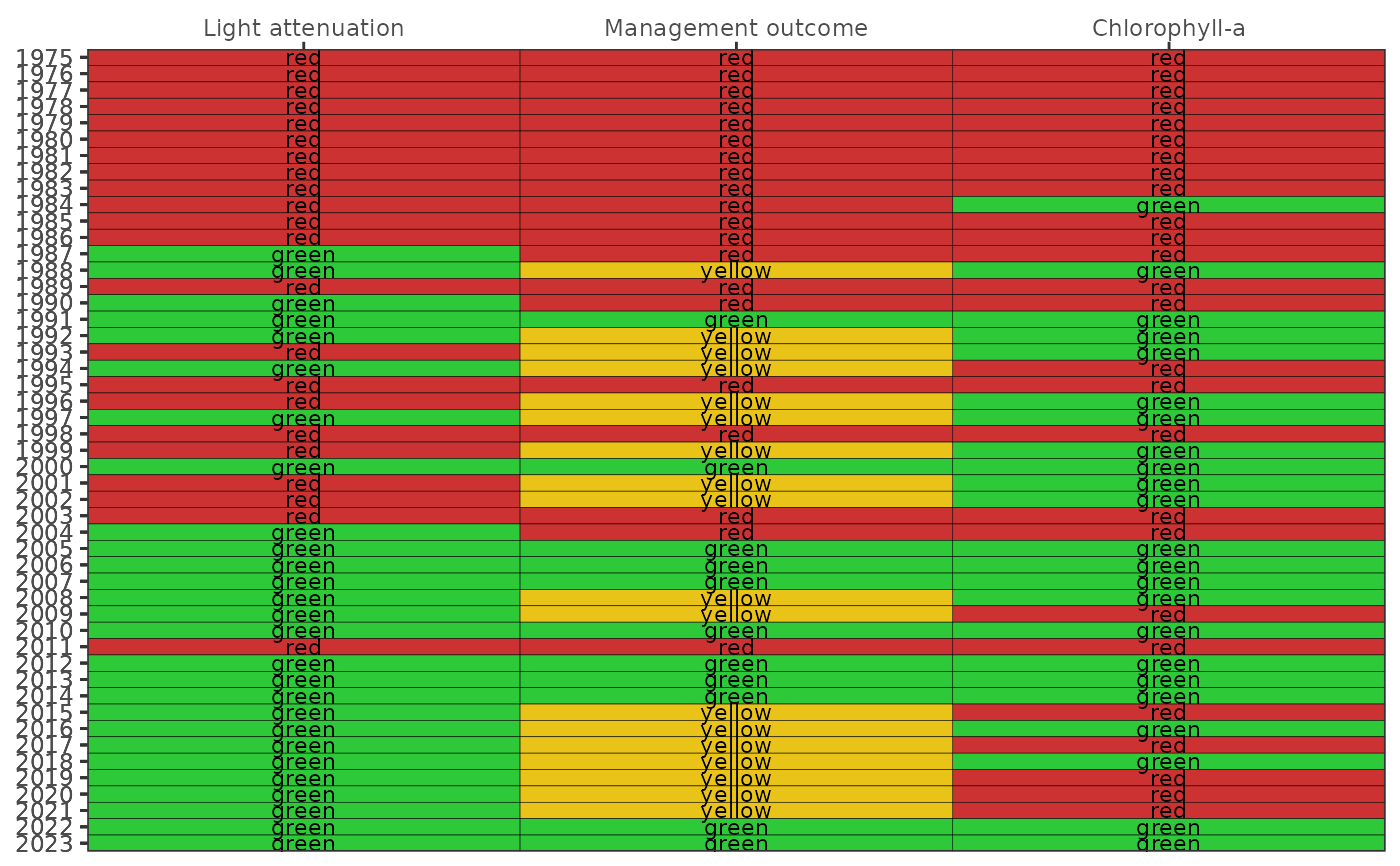 Light attenuation Management outcome Chlorophyll-a
1975 red red red
1976 red red red
1977 red red red
1978 red red red
1979 red red red
1980 red red red
1981 red red red
1982 red red red
1983 red red red
1984 red red green
1985 red red red
1986 red red red
1987 green red red
1988 green yellow green
1989 red red red
1990 green red red
1991 green green green
1992 green yellow green
1993 red yellow green
1994 green yellow red
1995 red red red
1996 red yellow green
1997 green yellow green
1998 red red red
1999 red yellow green
2000 green green green
2001 red yellow green
2002 red yellow green
2003 red red red
2004 green red red
2005 green green green
2006 green green green
2007 green green green
2008 green yellow green
2009 green yellow red
2010 green green green
2011 red red red
2012 green green green
2013 green green green
2014 green green green
2015 green yellow red
2016 green yellow green
2017 green yellow red
2018 green yellow green
2019 green yellow red
2020 green yellow red
2021 green yellow red
2022 green green green
2023 green green green